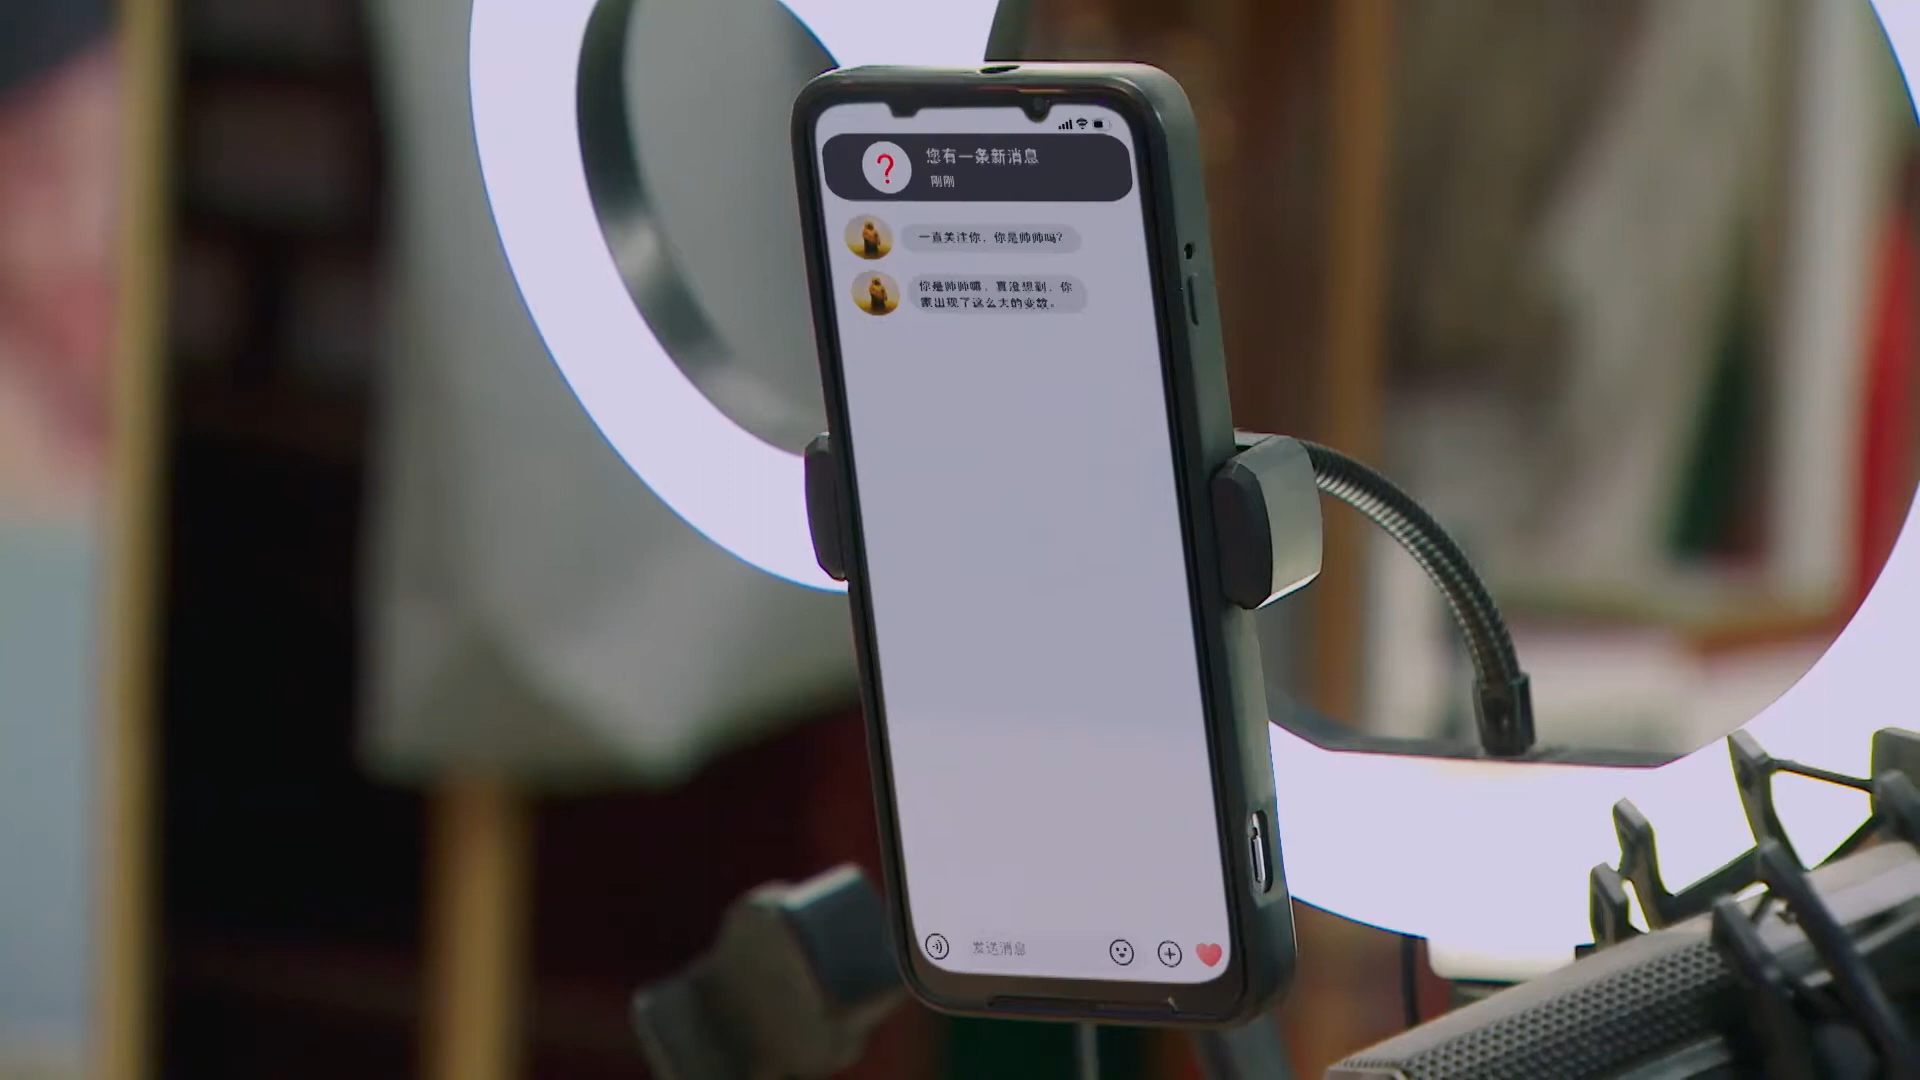 ?
您有一条新消息
刚刚
一直关注你，你是帅帅吗？
你是帅帅嘛，真没想到，你
家出现了这么大的变数。
发送消息